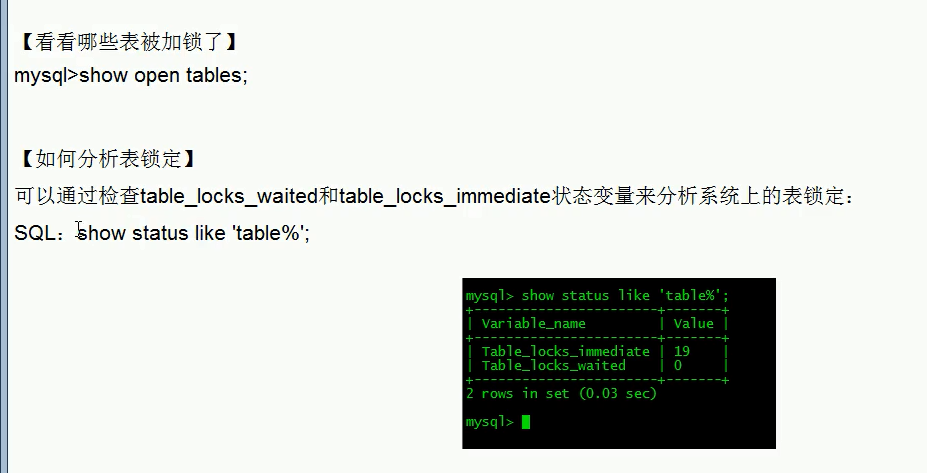 【看看哪些表被加锁了】
mysql>show open tables;
【如何分析表锁定】
可以通过检查table_locks_waited和table_locks_immediate状态变量来分析系统上的表锁定：
SQL：show status like 'table%';
mysql> show status like 'table%';
+-----------------------+-------+
| Variable_name | Value |
+-----------------------+-------+
| Table_locks_immediate | 19 |
| Table_locks_waited | 0 |
+-----------------------+-------+
2 rows in set (0.03 sec)
mysql>